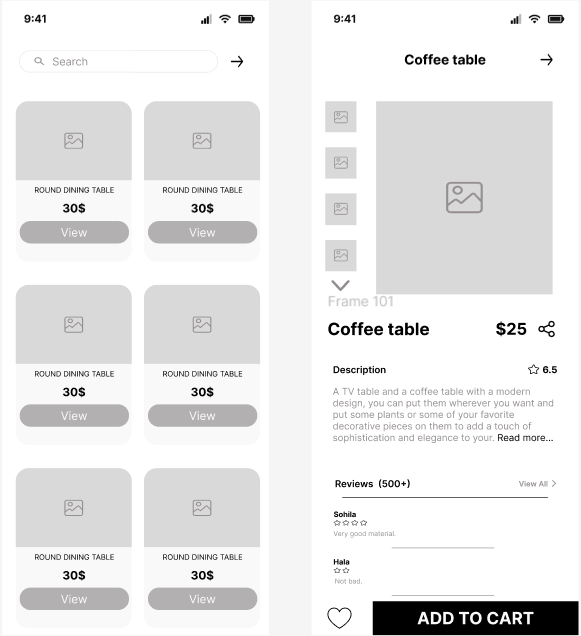 9:41
Search
ROUND DINING TABLE
30$
View
ROUND DINING TABLE
30$
View
ROUND DINING TABLE
30$
View
ROUND DINING TABLE
30$
View
ROUND DINING TABLE
30$
View
ROUND DINING TABLE
30$
View
9:41
Coffee table
Frame 101
Coffee table
$25
Description
6.5
A TV table and a coffee table with a modern
design, you can put them wherever you want and
put some plants or some of your favorite
decorative pieces on them to add a touch of
sophistication and elegance to your. Read more...
Reviews (500+)
View All
Sohila
Very good material.
Hala
Not bad.
ADD TO CART